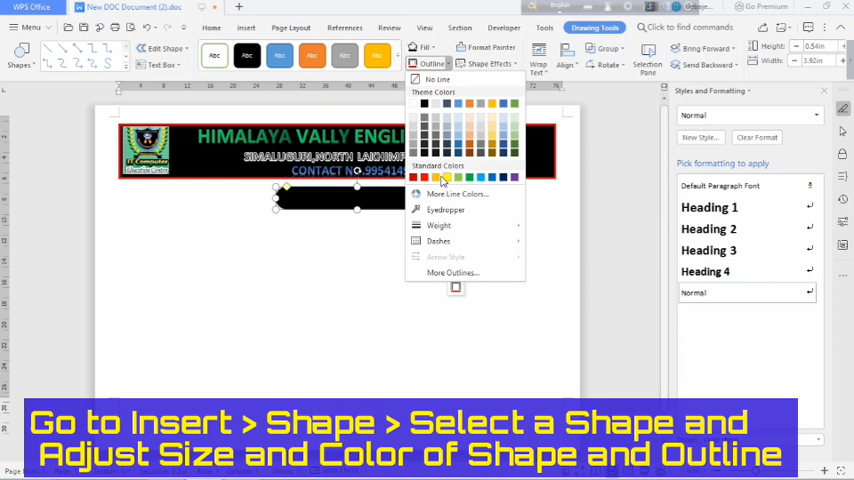 WPS Office
New DOC Document (2).doc
English
Go Premium
Menu
Home
Insert
Page Layout
References
Review
View
Section
Developer
Tools
Drawing Tools
Click to find commands
Shapes
Edit Shape
Text Box
Abc Abc Abc Abc Abc Abc
Fill
Format Painter
Outline
Shape Effects
Wrap Text
Align
Group
Rotate
Selection Pane
Bring Forward
Send Backward
Height: 0.54in
Width: 3.92in
No Line
Theme Colors
Standard Colors
More Line Colors...
Eyedropper
Weight
Dashes
Arrow Style
More Outlines...
HIMALAYA VALLY ENGL
SIMALUGURI,NORTH LAKHIMP
CONTACT NO.9954145
IT Computer
Education Center
Styles and Formatting
Normal
New Style...
Clear Format
Pick formatting to apply
Default Paragraph Font
Heading 1
Heading 2
Heading 3
Heading 4
Normal
Go to Insert > Shape > Select a Shape and
Adjust Size and Color of Shape and Outline